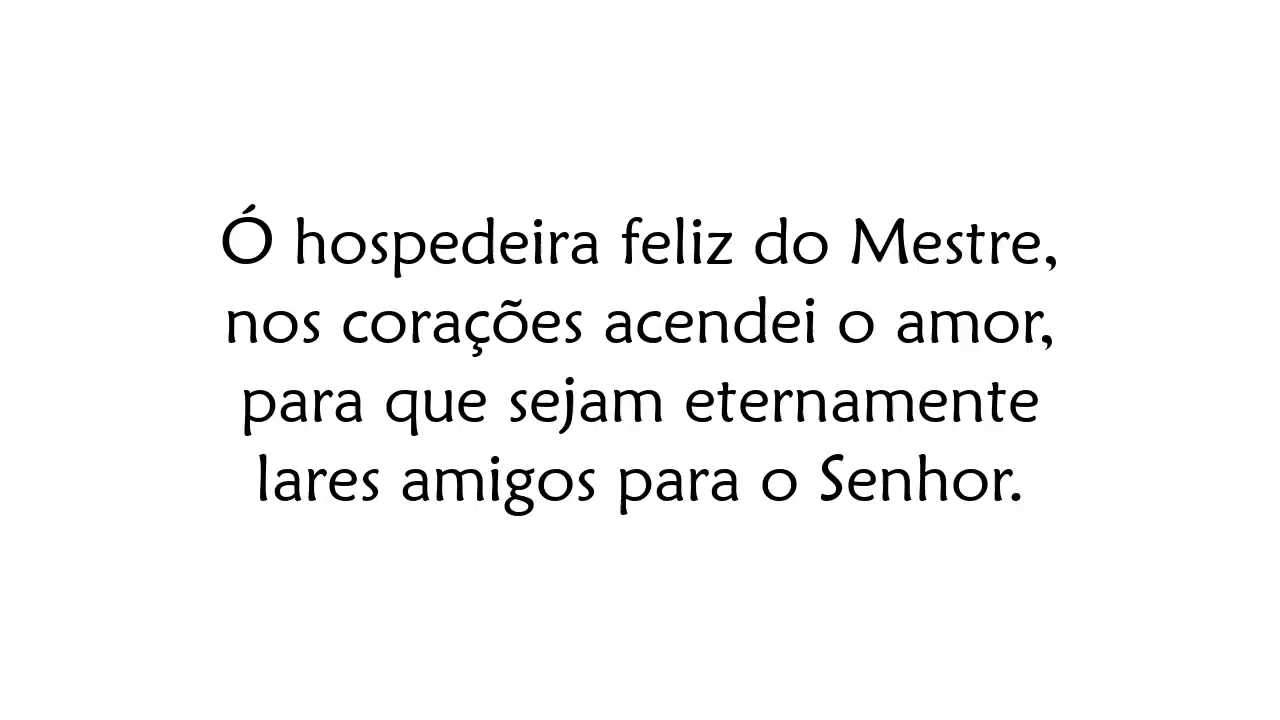 Ó hospedeira feliz do Mestre,
nos corações acendei o amor,
para que sejam eternamente
lares amigos para o Senhor.